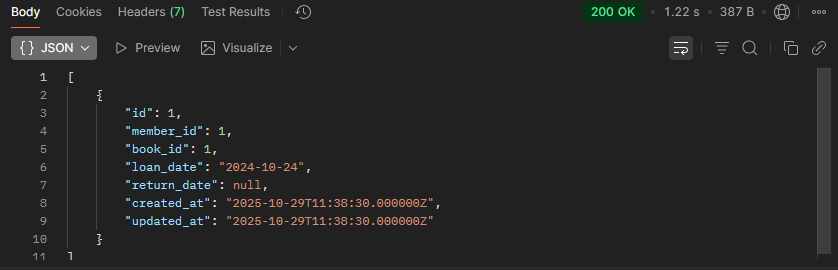 Body Cookies Headers (7) Test Results 200 OK • 1.22 s • 387 B
{ } JSON Preview Visualize
1 [
2 {
3 "id": 1,
4 "member_id": 1,
5 "book_id": 1,
6 "loan_date": "2024-10-24",
7 "return_date": null,
8 "created_at": "2025-10-29T11:38:30.000000Z",
9 "updated_at": "2025-10-29T11:38:30.000000Z"
10 }
11 ]